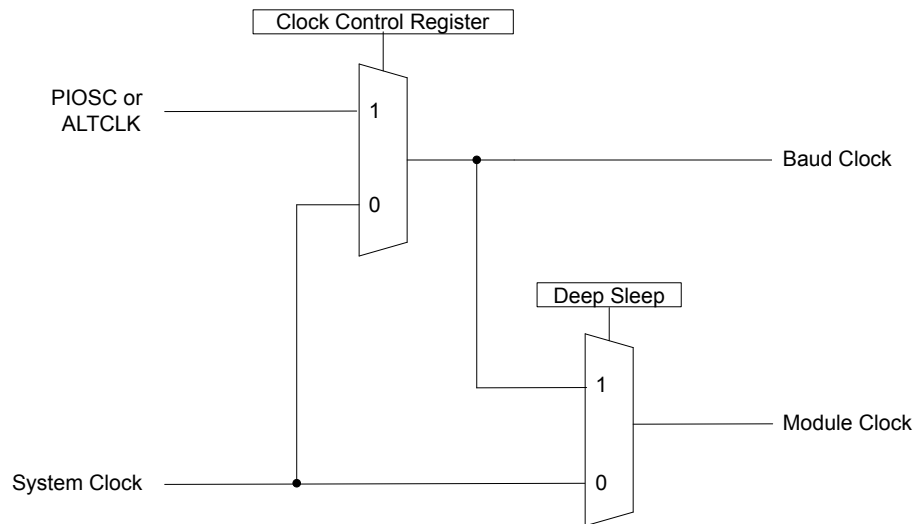 Clock Control Register
PIOSC or
ALTCLK
1
Baud Clock
0
Deep Sleep
1
Module Clock
System Clock
0